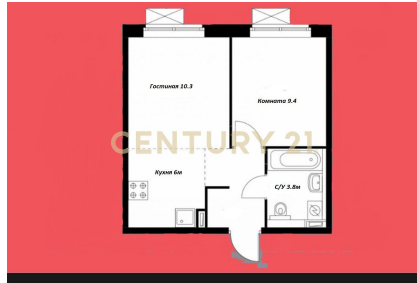 Гостиная 10.3
Комната 9.4
CENTURY 21
Кухня 6м
С/У 3.8м